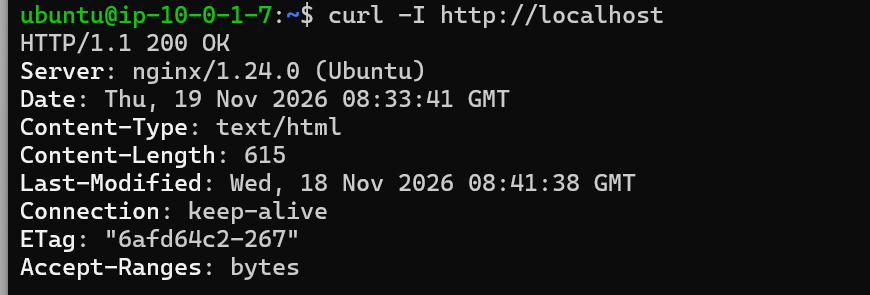 ubuntu@ip-10-0-1-7:~$ curl -I http://localhost
HTTP/1.1 200 OK
Server: nginx/1.24.0 (Ubuntu)
Date: Thu, 19 Nov 2026 08:33:41 GMT
Content-Type: text/html
Content-Length: 615
Last-Modified: Wed, 18 Nov 2026 08:41:38 GMT
Connection: keep-alive
ETag: "6afd64c2-267"
Accept-Ranges: bytes